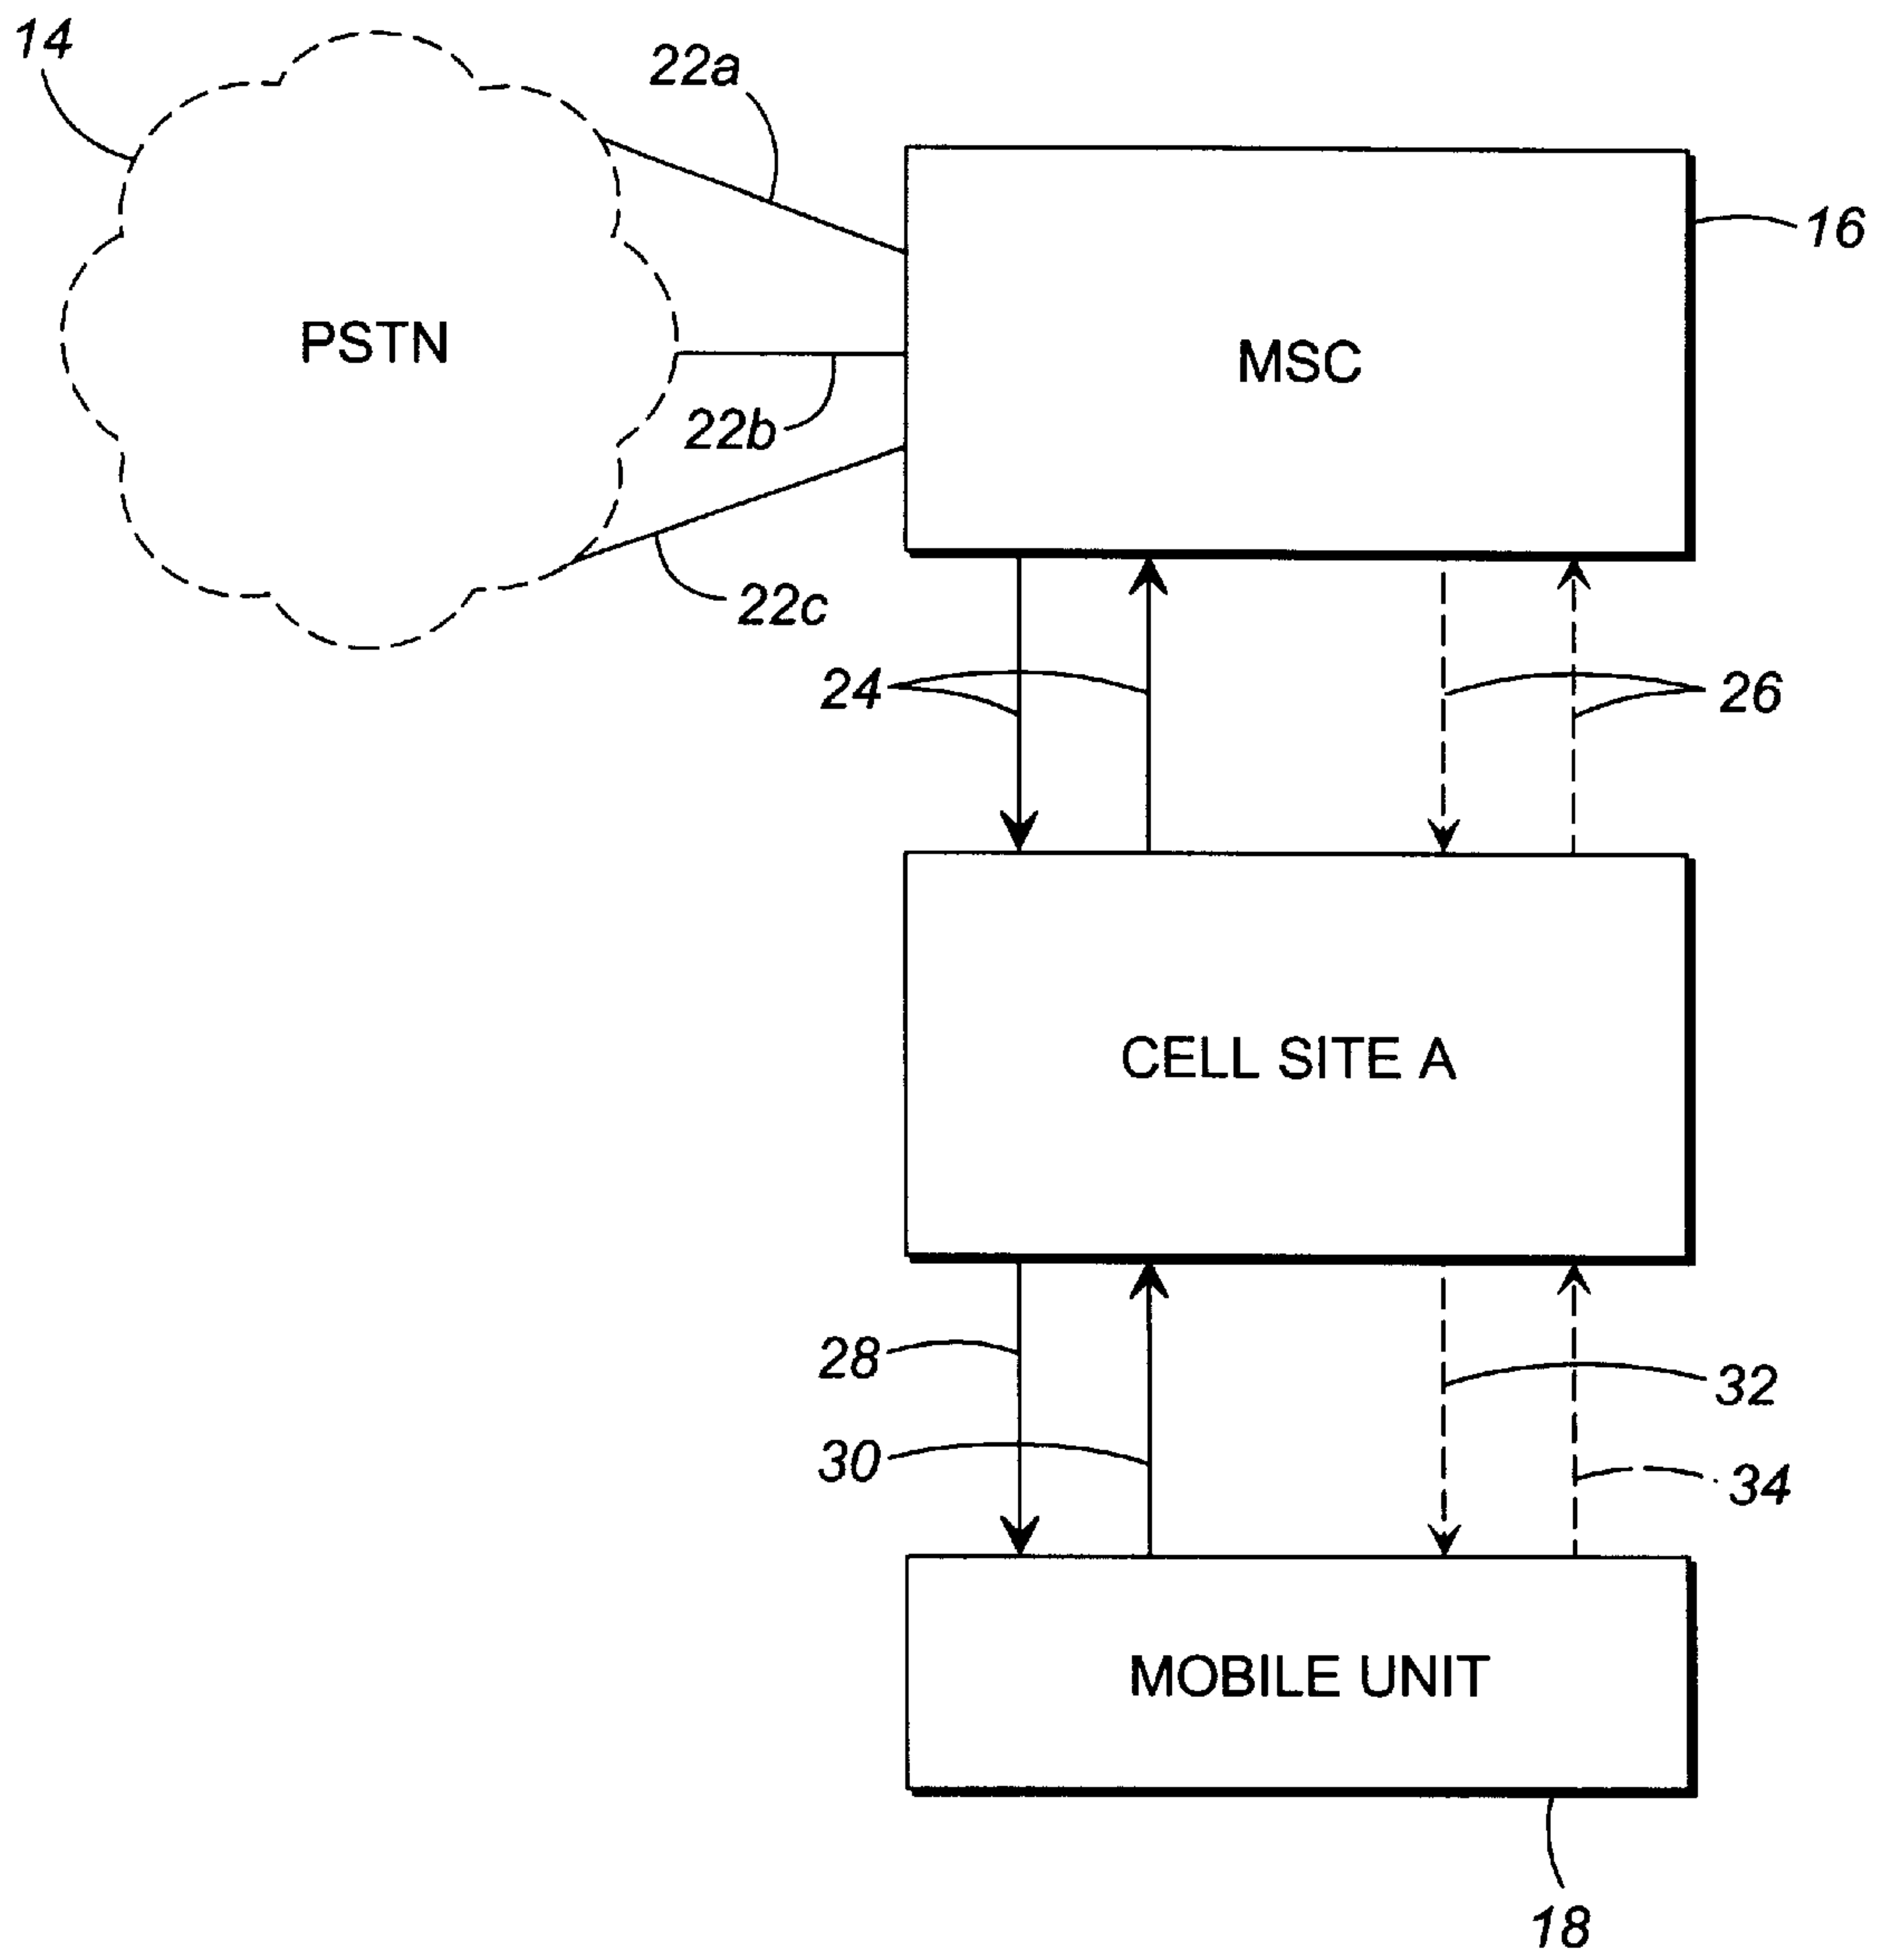 14
22a
16
PSTN
MSC
22b
22c
24
26
CELL SITE A
28
32
30
34
MOBILE UNIT
18